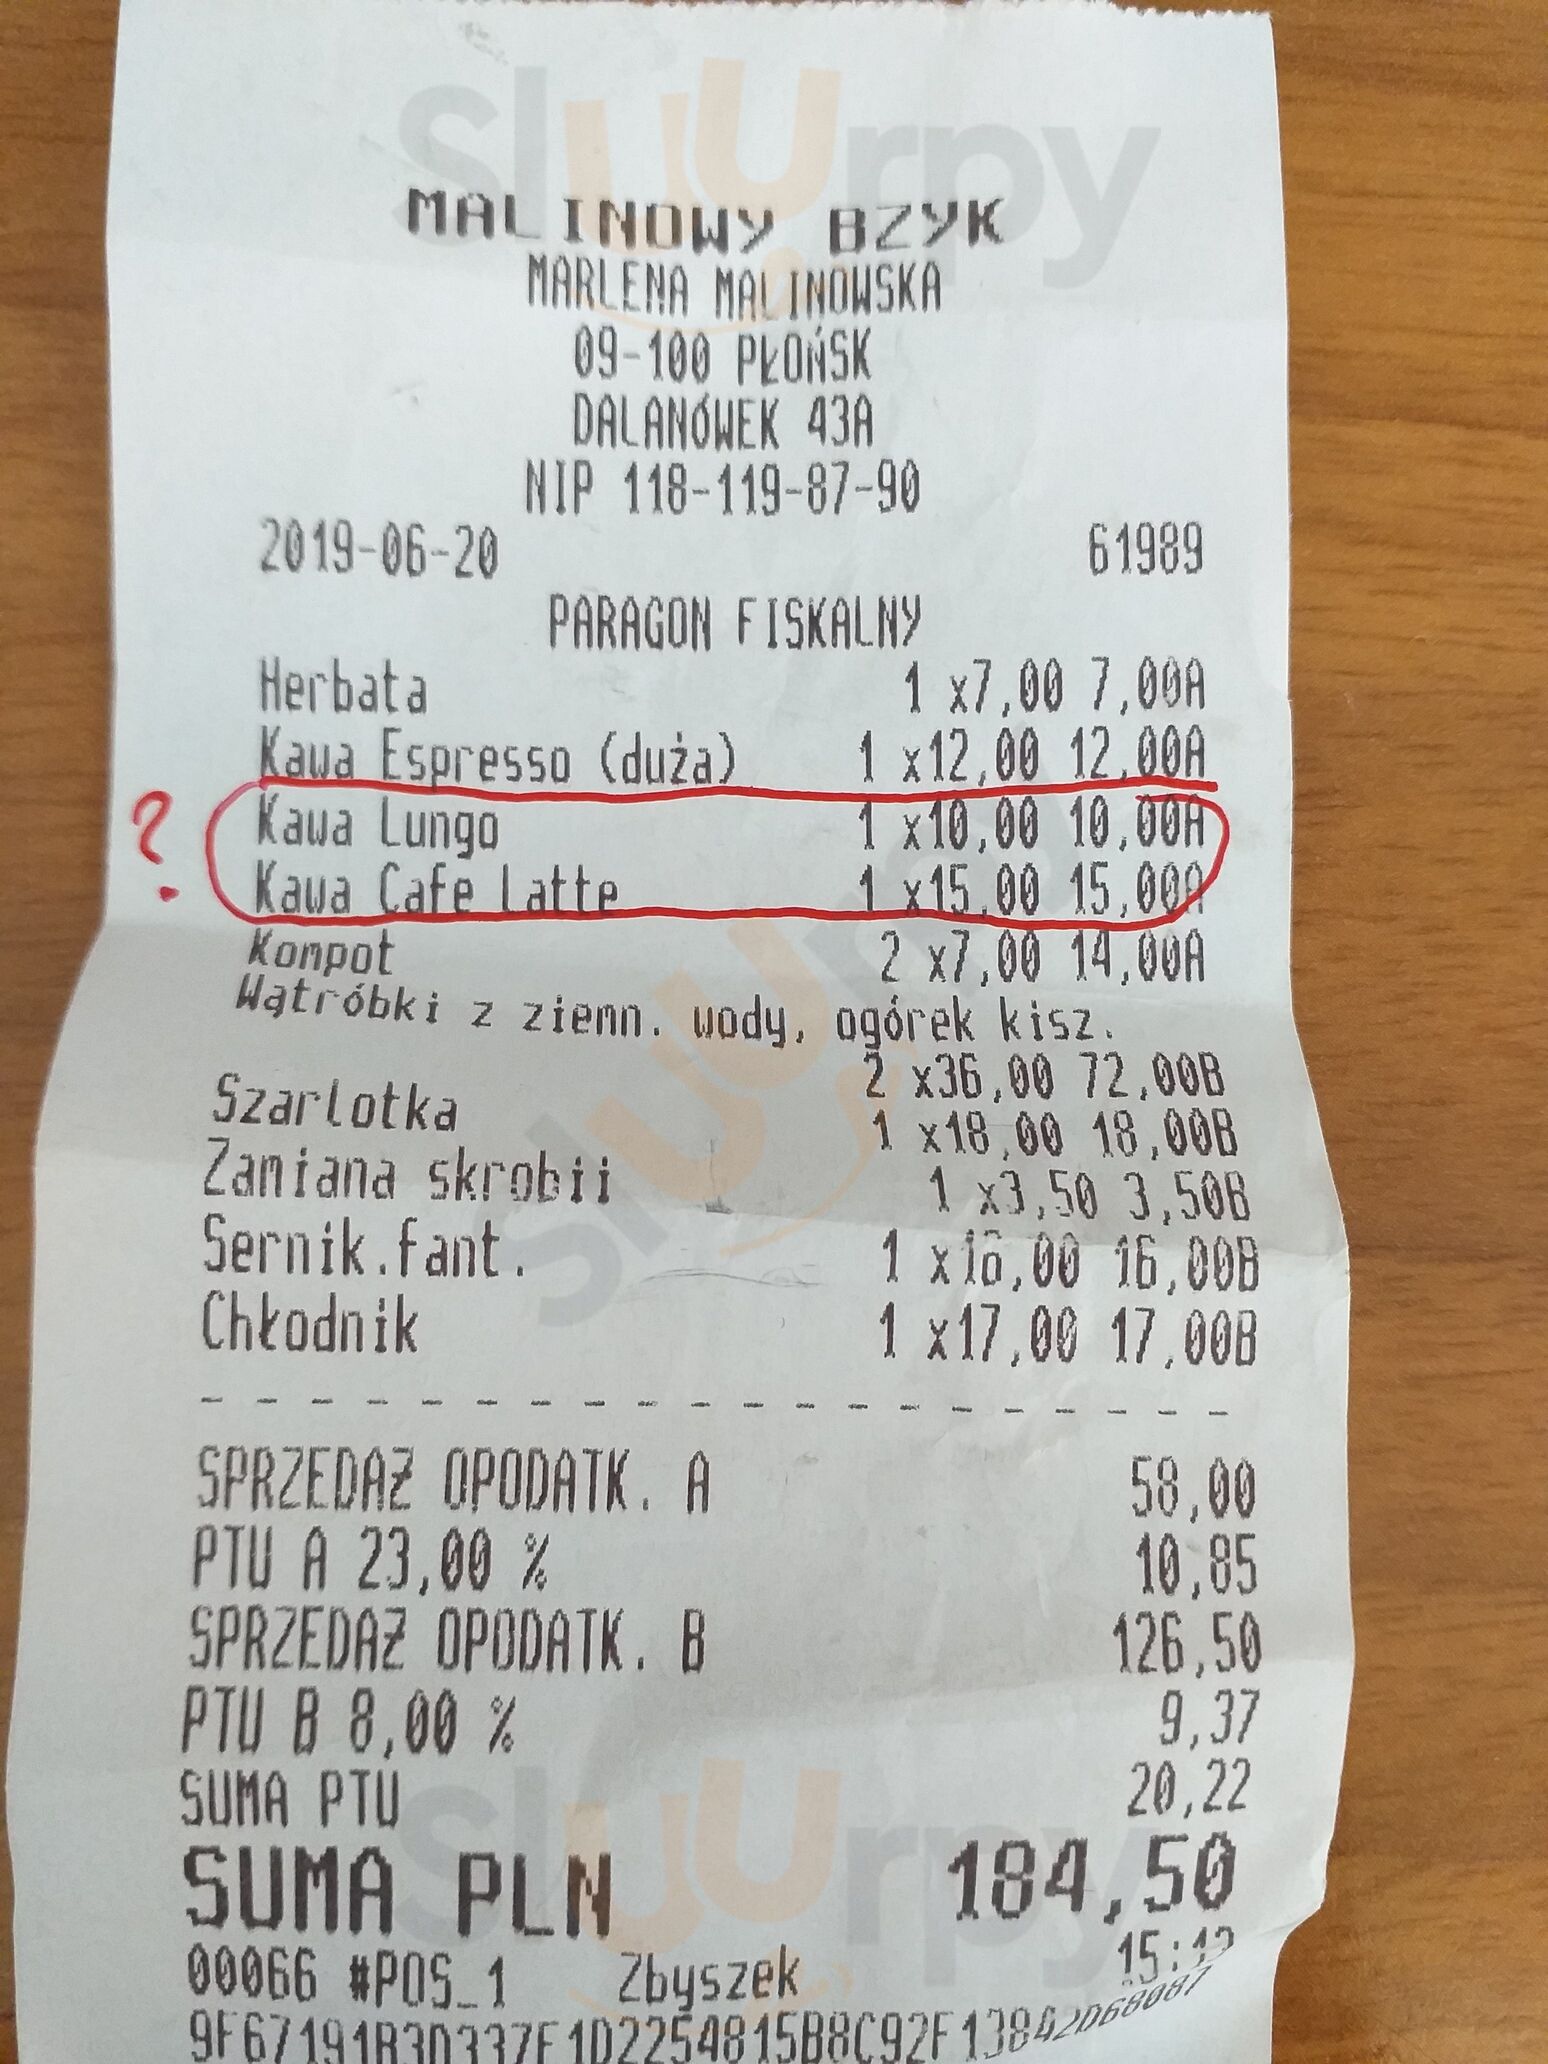 sluurpy
MALINOWY BZYK
MARLENA MALINOWSKA
09-100 PŁOŃSK
DALANÓWEK 43A
NIP 118-119-87-90
2019-06-20 61989
PARAGON FISKALNY
Herbata 1 x7,00 7,00A
Kawa Espresso (duża) 1 x12,00 12,00A
? Kawa Lungo 1 x10,00 10,00A
Kawa Cafe Latte 1 x15,00 15,00A
Kompot 2 x7,00 14,00A
Wątróbki z ziemn. wody, ogórek kisz.
2 x36,00 72,00B
Szarlotka 1 x18,00 18,00B
Zamiana skrobii 1 x3,50 3,50B
sluurpy
Sernik.fant. 1 x16,00 16,00B
Chłodnik 1 x17,00 17,00B
SPRZEDAŻ OPODATK. A 58,00
PTU A 23,00 % 10,85
SPRZEDAŻ OPODATK. B 126,50
PTU B 8,00 % 9,37
SUMA PTU 20,22
sluurpy
SUMA PLN 184,50
00066 #POS_1 Zbyszek